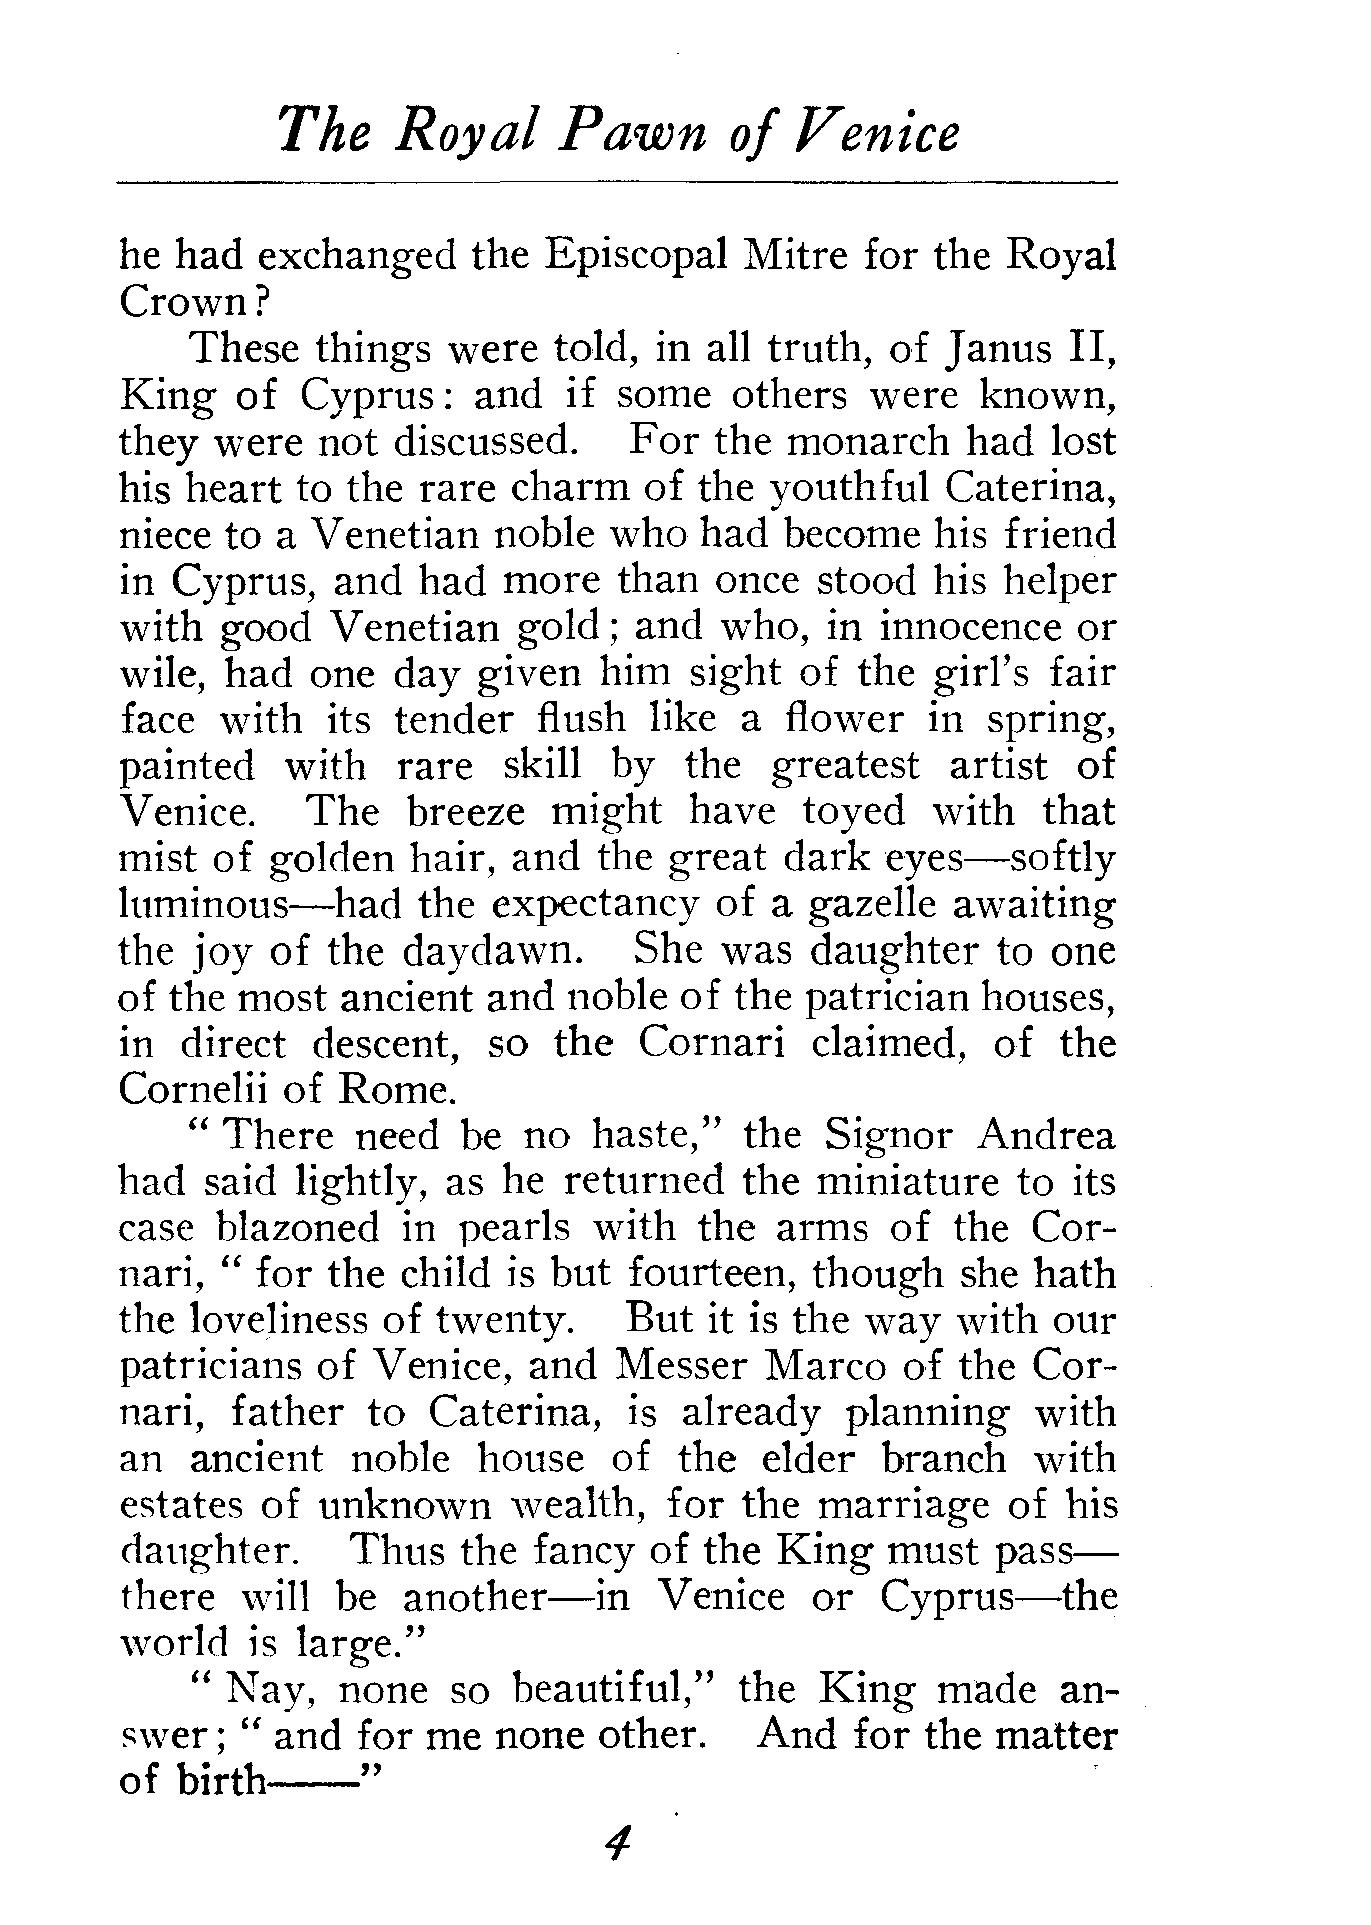 The Royal Pawn of Venice
he had exchanged the Episcopal Mitre for the Royal
Crown?
These things were told, in all truth, of Janus II,
King of Cyprus: and if some others were known,
they were not discussed. For the monarch had lost
his heart to the rare charm of the youthful Caterina,
niece to a Venetian noble who had become his friend
in Cyprus, and had more than once stood his helper
with good Venetian gold; and who, in innocence or
wile, had one day given him sight of the girl's fair
face with its tender flush like a flower in spring,
painted with rare skill by the greatest artist of
Venice. The breeze might have toyed with that
mist of golden hair, and the great dark eyes—softly
luminous—had the expectancy of a gazelle awaiting
the joy of the daydawn. She was daughter to one
of the most ancient and noble of the patrician houses,
in direct descent, so the Cornari claimed, of the
Cornelii of Rome.
" There need be no haste," the Signor Andrea
had said lightly, as he returned the miniature to its
case blazoned in pearls with the arms of the Cor-
nari, " for the child is but fourteen, though she hath
the loveliness of twenty. But it is the way with our
patricians of Venice, and Messer Marco of the Cor-
nari, father to Caterina, is already planning with
an ancient noble house of the elder branch with
estates of unknown wealth, for the marriage of his
daughter. Thus the fancy of the King must pass—
there will be another—in Venice or Cyprus—the
world is large."
" Nay, none so beautiful," the King made an-
swer; " and for me none other. And for the matter
of birth——"
4